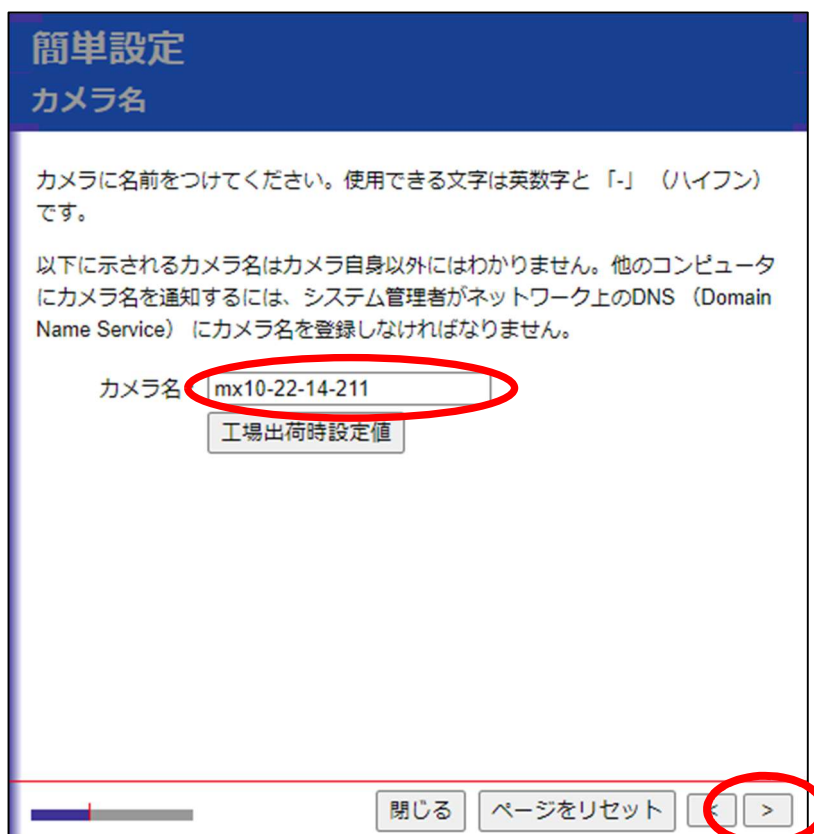 簡単設定
カメラ名
カメラに名前をつけてください。使用できる文字は英数字と 「-」 （ハイフン）
です。
以下に示されるカメラ名はカメラ自身以外にはわかりません。他のコンピュータ
にカメラ名を通知するには、システム管理者がネットワーク上のDNS （Domain
Name Service） にカメラ名を登録しなければなりません。
カメラ名 mx10-22-14-211
工場出荷時設定値
閉じる ページをリセット < >